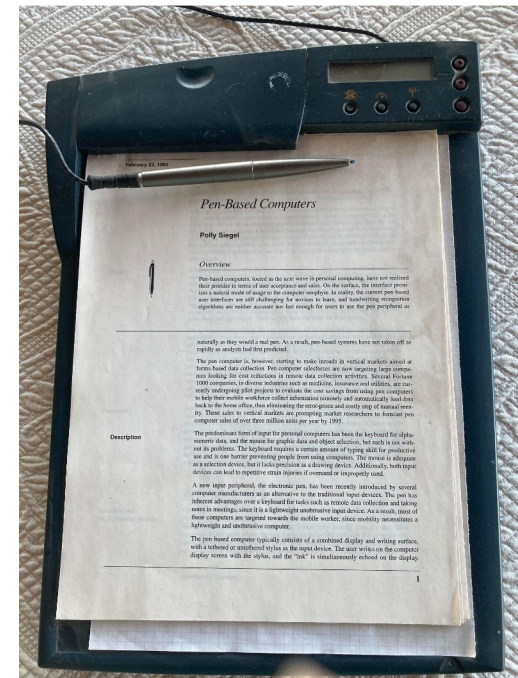 February 27, 1995
Pen-Based Computers
Polly Siegel
Overview
Pen-based computers, touted as the next wave in personal computing, have not realized
their promise in terms of user acceptance and sales. On the surface, the interface prom-
ises a natural mode of usage to the computer neophyte. In reality, the current pen-based
user interfaces are still challenging for novices to learn, and handwriting recognition
algorithms are neither accurate nor fast enough for users to use the pen peripheral as
naturally as they would a real pen. As a result, pen-based systems have not taken off as
rapidly as analysts had first predicted.
The pen computer is, however, starting to make inroads in vertical markets aimed at
forms-based data collection. Pen computer salesforces are now targeting large compa-
nies looking for cost reductions in remote data collection activities. Several Fortune
1000 companies, in diverse industries such as medicine, insurance and utilities, are cur-
rently undergoing pilot projects to evaluate the cost savings from using pen computers
to help their mobile workforce collect information remotely and automatically feed data
back to the home office, thus eliminating the error-prone and costly step of manual reen-
try. These sales to vertical markets are prompting market researchers to forecast pen
computer sales of over three million units per year by 1995.
Description
The predominant form of input for personal computers has been the keyboard for alpha-
numeric data, and the mouse for graphic data and object selection, but each is not with-
out its problems. The keyboard requires a certain amount of typing skill for productive
use and is one barrier preventing people from using computers. The mouse is adequate
as a selection device, but it lacks precision as a drawing device. Additionally, both input
devices can lead to repetitive strain injuries if overused or improperly used.
A new input peripheral, the electronic pen, has been recently introduced by several
computer manufacturers as an alternative to the traditional input devices. The pen has
inherent advantages over a keyboard for tasks such as remote data collection and taking
notes in meetings, since it is a lightweight and unobtrusive input device. As a result, most of
these computers are targeted towards the mobile worker, since mobility necessitates a
lightweight and unobtrusive computer.
The pen-based computer typically consists of a combined display and writing surface,
with a tethered or untethered stylus as the input device. The user writes on the computer
display screen with the stylus, and the "ink" is simultaneously echoed on the display.
1